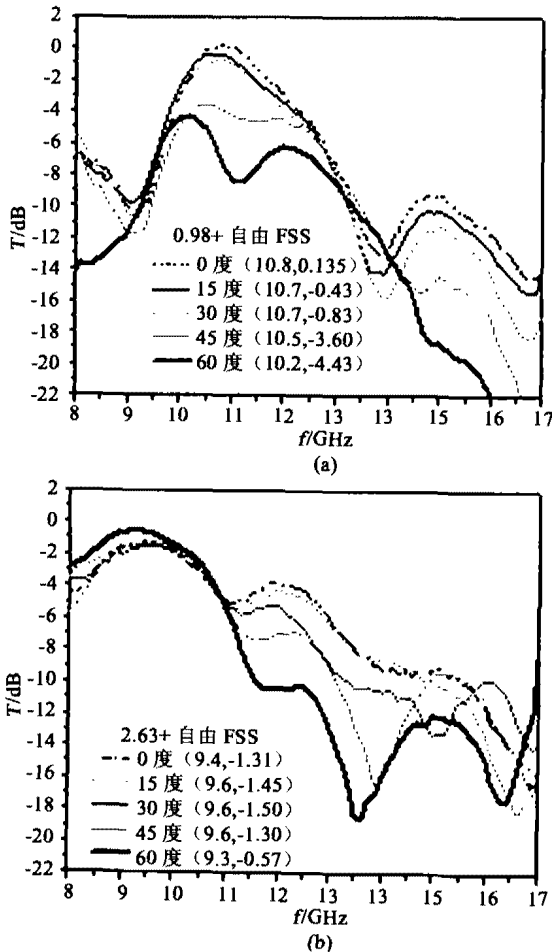 2
0
-2
-4
-6
-8
-10
-12
-14
-16
-18
-20
-22
T/dB
0.98+ 自由 FSS
0 度 (10.8,0.135)
15 度 (10.7,-0.43)
30 度 (10.7,-0.83)
45 度 (10.5,-3.60)
60 度 (10.2,-4.43)
8 9 10 11 12 13 13 15 16 17
f/GHz
(a)
2
0
-2
-4
-6
-8
-10
-12
-14
-16
-18
-20
-22
T/dB
2.63+ 自由 FSS
0 度 (9.4,-1.31)
15 度 (9.6,-1.45)
30 度 (9.6,-1.50)
45 度 (9.6,-1.30)
60 度 (9.3,-0.57)
8 9 10 11 12 13 13 15 16 17
f/GHz
(b)